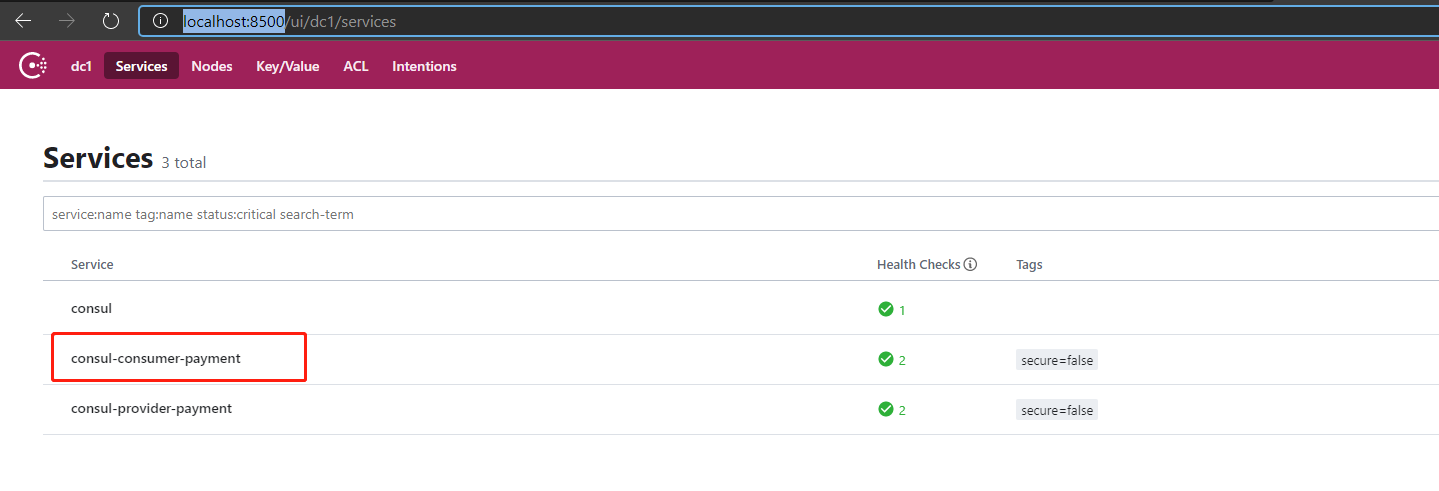 localhost:8500/ui/dc1/services
dc1 Services Nodes Key/Value ACL Intentions
Services 3 total
service:name tag:name status:critical search-term
Service Health Checks Tags
consul 1
consul-consumer-payment 2 secure=false
consul-provider-payment 2 secure=false